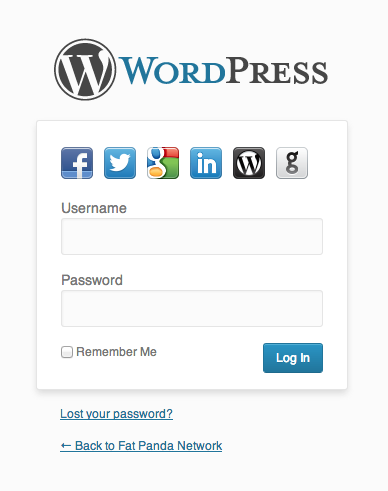 WORDPRESS
Username
Password
Remember Me
Log In
Lost your password?
← Back to Fat Panda Network